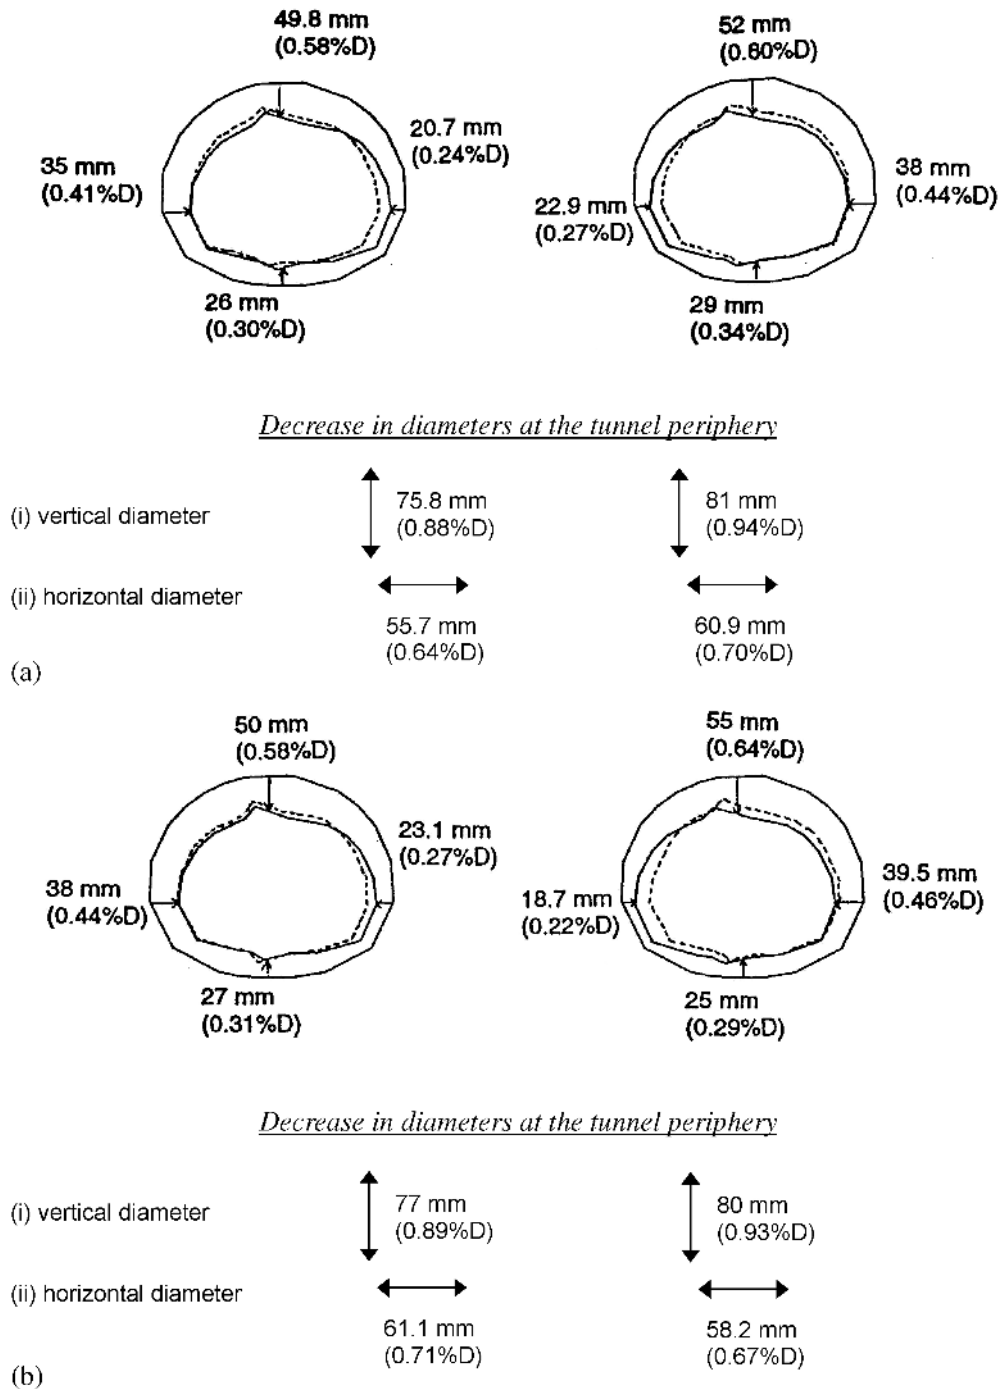 49.8 mm
(0.58%D)
52 mm
(0.60%D)
20.7 mm
(0.24%D)
35 mm
(0.41%D)
38 mm
(0.44%D)
22.9 mm
(0.27%D)
26 mm
(0.30%D)
29 mm
(0.34%D)
Decrease in diameters at the tunnel periphery
(i) vertical diameter
75.8 mm
(0.88%D)
81 mm
(0.94%D)
(ii) horizontal diameter
55.7 mm
(0.64%D)
60.9 mm
(0.70%D)
(a)
50 mm
(0.58%D)
55 mm
(0.64%D)
23.1 mm
(0.27%D)
38 mm
(0.44%D)
39.5 mm
(0.46%D)
18.7 mm
(0.22%D)
27 mm
(0.31%D)
25 mm
(0.29%D)
Decrease in diameters at the tunnel periphery
(i) vertical diameter
77 mm
(0.89%D)
80 mm
(0.93%D)
(ii) horizontal diameter
61.1 mm
(0.71%D)
58.2 mm
(0.67%D)
(b)